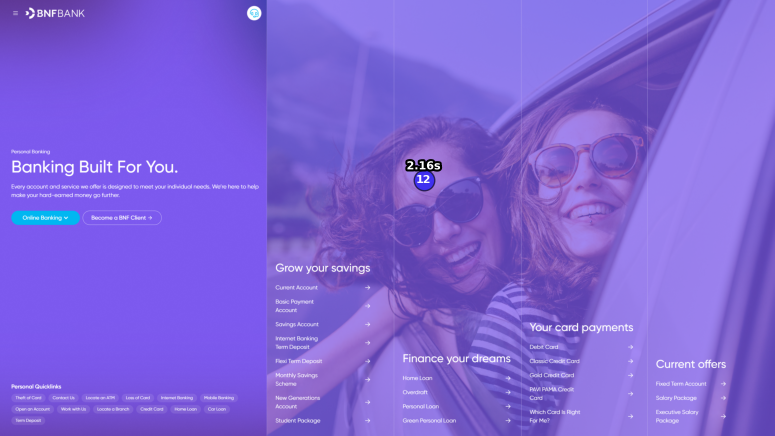 BNFBANK
Personal Banking
Banking Built For You.
Every account and service we offer is designed to meet your individual needs. We're here to help
make your hard-earned money go further.
Online Banking
Become a BNF Client →
Personal Quicklinks
Theft of Card
Contact Us
Locate an ATM
Loss of Card
Internet Banking
Mobile Banking
Open an Account
Work with Us
Locate a Branch
Credit Card
Home Loan
Car Loan
Term Deposit
2.16s
12
Grow your savings
Current Account →
Basic Payment
Account →
Savings Account →
Internet Banking
Term Deposit →
Flexi Term Deposit →
Monthly Savings
Scheme →
New Generations
Account →
Student Package →
Finance your dreams
Home Loan →
Overdraft →
Personal Loan →
Green Personal Loan →
Your card payments
Debit Card →
Classic Credit Card →
Gold Credit Card →
PAVI PAMA Credit
Card →
Which Card Is Right
For Me? →
Current offers
Fixed Term Account →
Salary Package →
Executive Salary
Package →